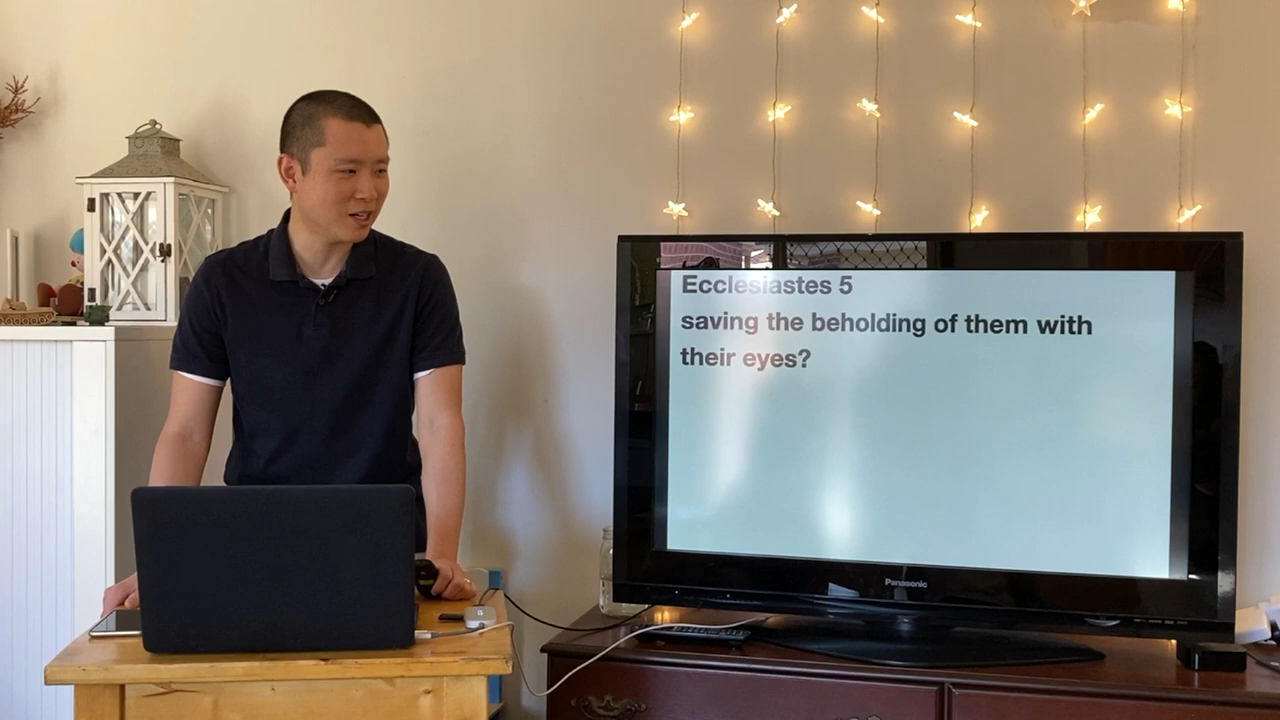 Ecclesiastes 5
saving the beholding of them with
their eyes?
Panasonic